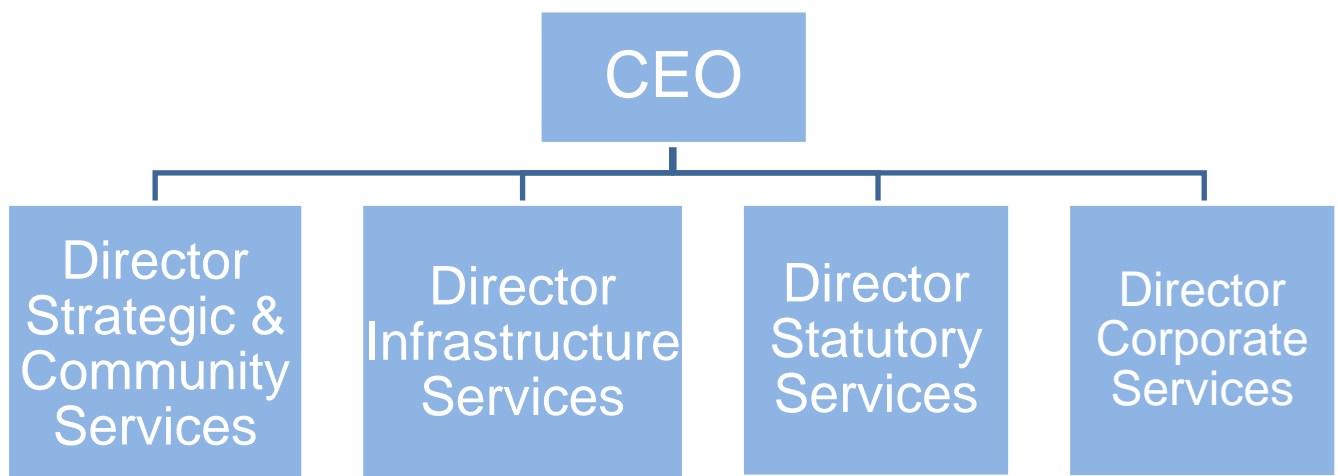 CEO
Director
Strategic &
Community
Services
Director
Infrastructure
Services
Director
Statutory
Services
Director
Corporate
Services